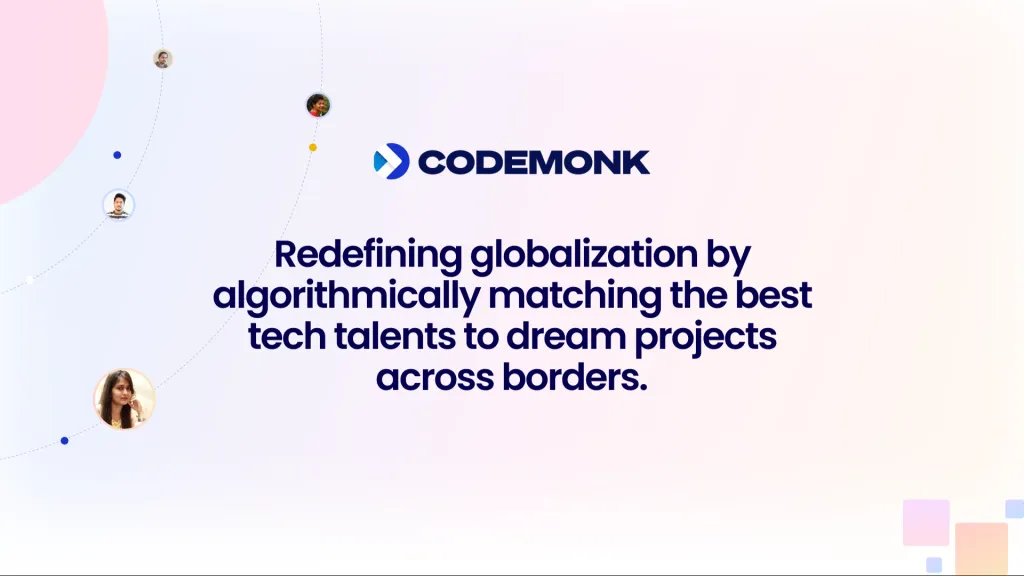 CODEMONK
Redefining globalization by
algorithmically matching the best
tech talents to dream projects
across borders.